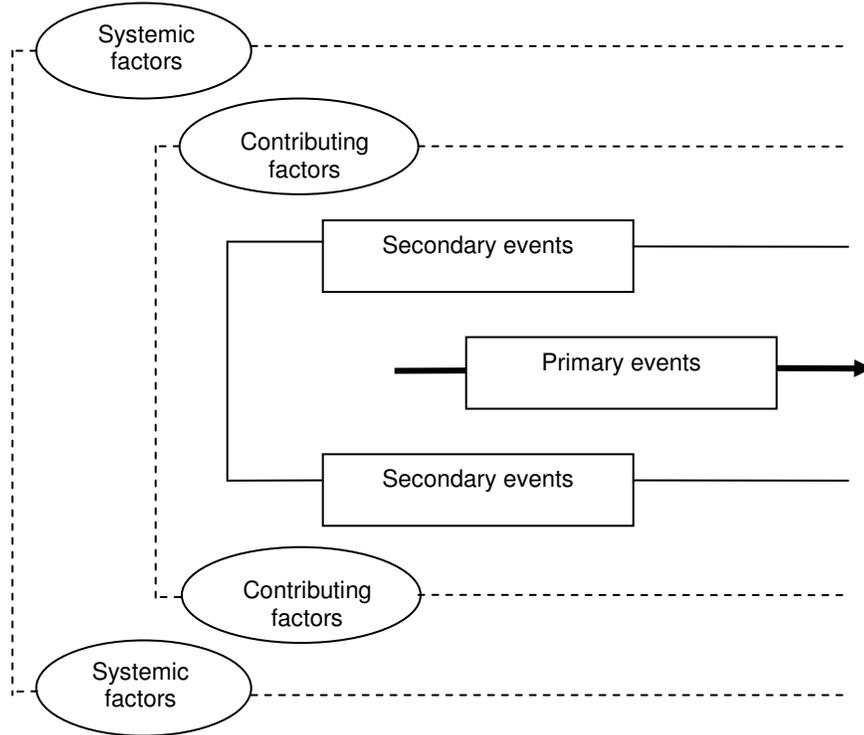 Systemic
factors
Contributing
factors
Secondary events
Primary events
Secondary events
Contributing
factors
Systemic
factors